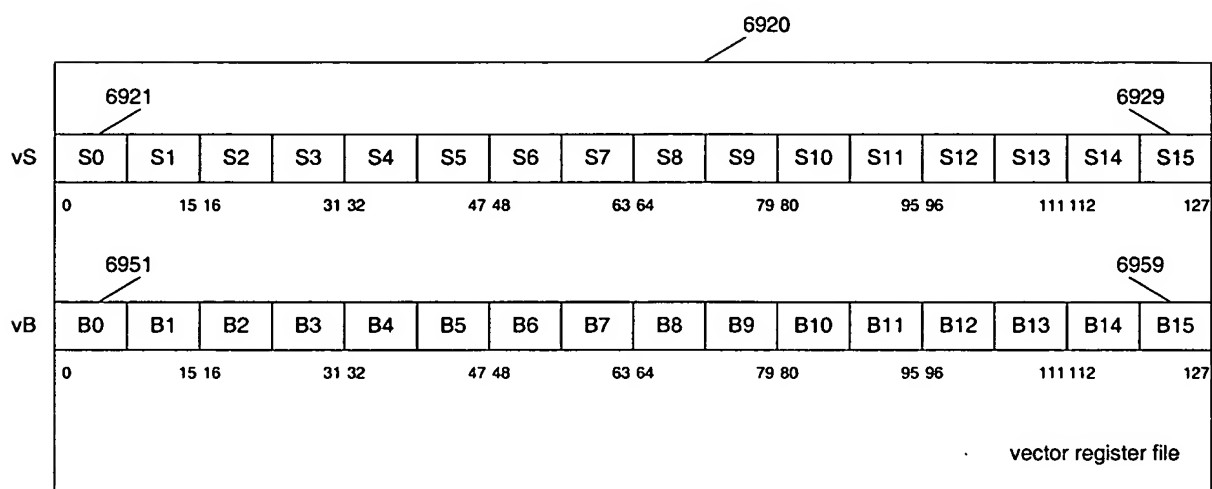 6920
6921 6929
vS S0 S1 S2 S3 S4 S5 S6 S7 S8 S9 S10 S11 S12 S13 S14 S15
0 15 16 31 32 47 48 63 64 79 80 95 96 111 112 127
6951 6959
vB B0 B1 B2 B3 B4 B5 B6 B7 B8 B9 B10 B11 B12 B13 B14 B15
0 15 16 31 32 47 48 63 64 79 80 95 96 111 112 127
vector register file